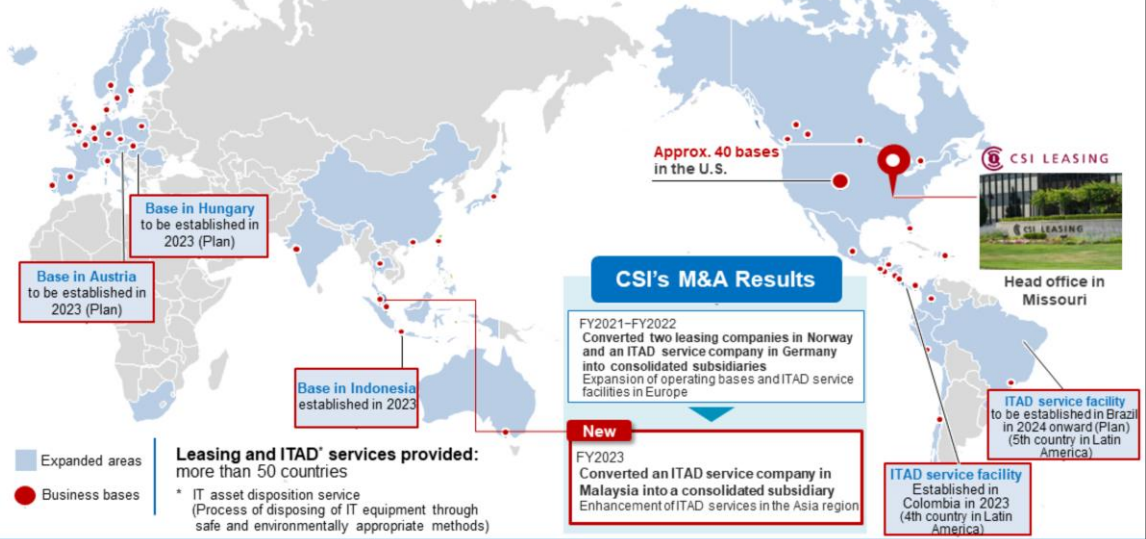 Approx. 40 bases
in the U.S.
CSI LEASING
CSI LEASING
Head office in
Missouri
Base in Hungary
to be established in
2023 (Plan)
Base in Austria
to be established in
2023 (Plan)
Base in Indonesia
established in 2023
CSI's M&A Results
FY2021–FY2022
Converted two leasing companies in Norway
and an ITAD service company in Germany
into consolidated subsidiaries
Expansion of operating bases and ITAD service
facilities in Europe
New
FY2023
Converted an ITAD service company in
Malaysia into a consolidated subsidiary
Enhancement of ITAD services in the Asia region
ITAD service facility
to be established in Brazil
in 2024 onward (Plan)
(5th country in Latin
America)
ITAD service facility
Established in
Colombia in 2023
(4th country in Latin
America)
Expanded areas
Business bases
Leasing and ITAD* services provided:
more than 50 countries
* IT asset disposition service
(Process of disposing of IT equipment through
safe and environmentally appropriate methods)